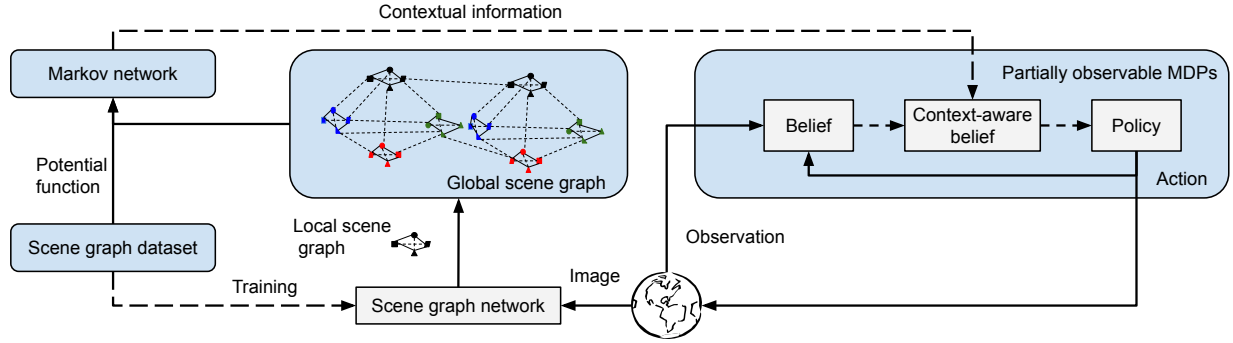 Contextual information
Markov network
Partially observable MDPs
Belief
Context-aware
belief
Policy
Potential
function
Global scene graph
Action
Local scene
graph
Scene graph dataset
Observation
Training
Image
Scene graph network